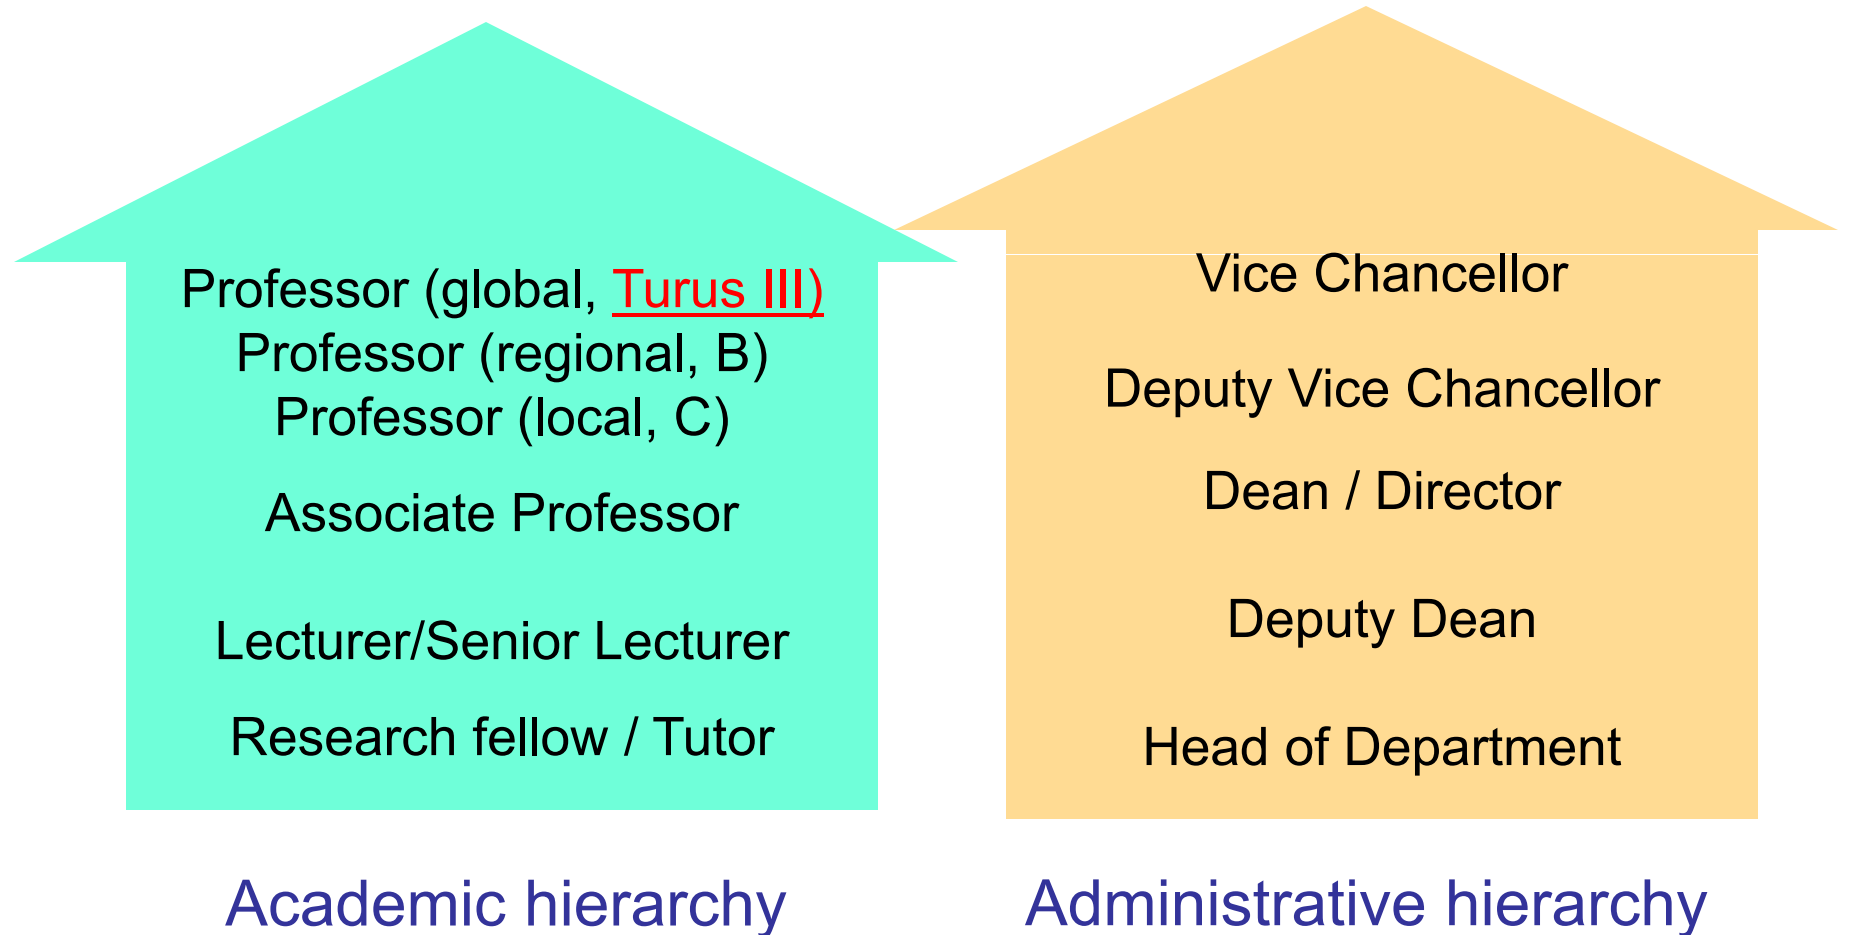 Professor (global, Turus III)
Professor (regional, B)
Professor (local, C)
Associate Professor
Lecturer/Senior Lecturer
Research fellow / Tutor
Academic hierarchy
Vice Chancellor
Deputy Vice Chancellor
Dean / Director
Deputy Dean
Head of Department
Administrative hierarchy